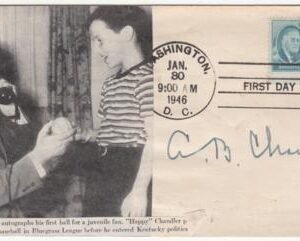 WASHINGTON,
JAN.
30
9:00 AM
1946
D. C.
FIRST DAY
A. B. Cha
autographs his first ball for a juvenile fan. "Happy" Chandler p
baseball in Bluegrass League before he entered Kentucky politics